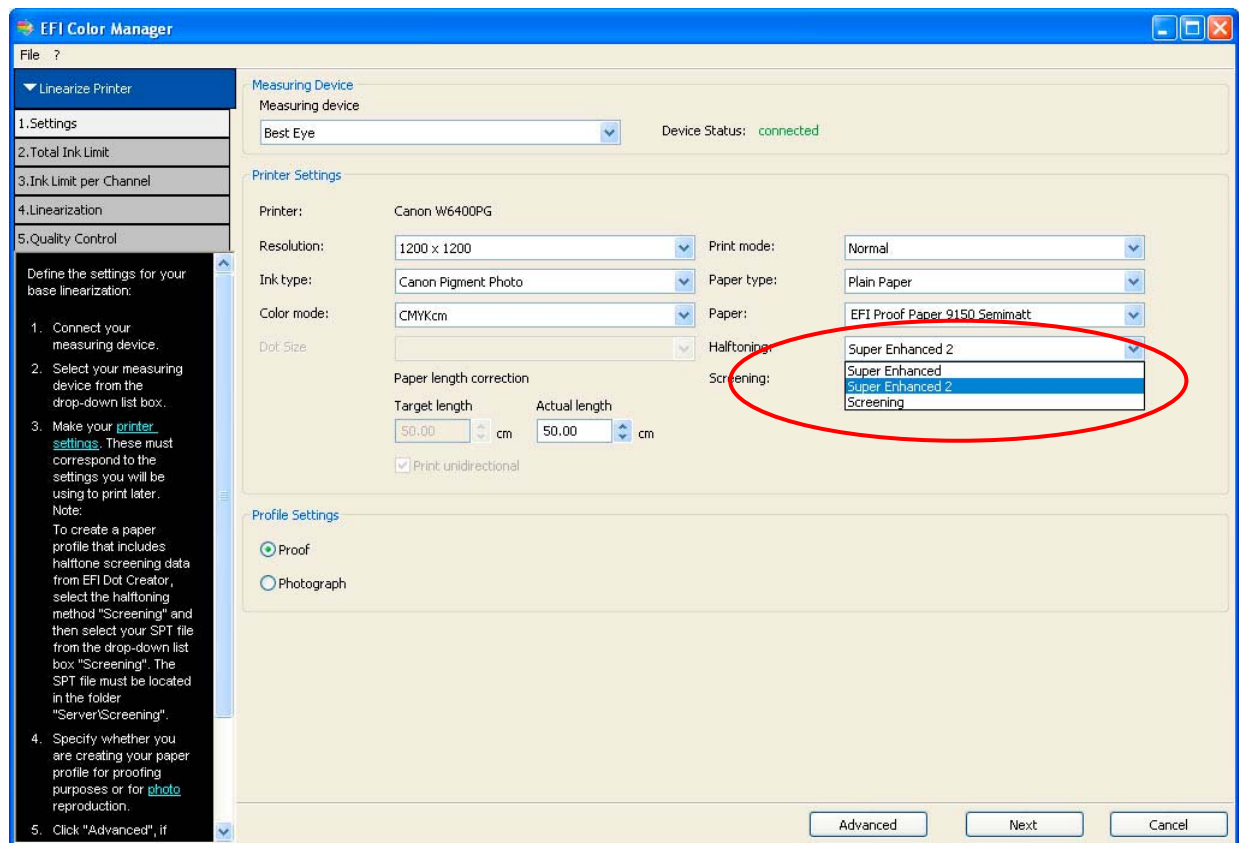 EFI Color Manager
File ?
Linearize Printer
1.Settings
2.Total Ink Limit
3.Ink Limit per Channel
4.Linearization
5.Quality Control
Define the settings for your
base linearization:
1. Connect your
measuring device.
2. Select your measuring
device from the
drop-down list box.
3. Make your printer
settings. These must
correspond to the
settings you will be
using to print later.
Note:
To create a paper
profile that includes
halftone screening data
from EFI Dot Creator,
select the halftoning
method "Screening" and
then select your SPT file
from the drop-down list
box "Screening". The
SPT file must be located
in the folder
"Server\Screening".
4. Specify whether you
are creating your paper
profile for proofing
purposes or for photo
reproduction.
5. Click "Advanced", if
Measuring Device
Measuring device
Best Eye Device Status: connected
Printer Settings
Printer: Canon W6400PG
Resolution: 1200 x 1200 Print mode: Normal
Ink type: Canon Pigment Photo Paper type: Plain Paper
Color mode: CMYKcm Paper: EFI Proof Paper 9150 Semimatt
Dot Size Halftoning: Super Enhanced 2
Super Enhanced
Paper length correction Screening: Super Enhanced 2
Screening
Target length Actual length
50.00 cm 50.00 cm
Print unidirectional
Profile Settings
Proof
Photograph
Advanced Next Cancel